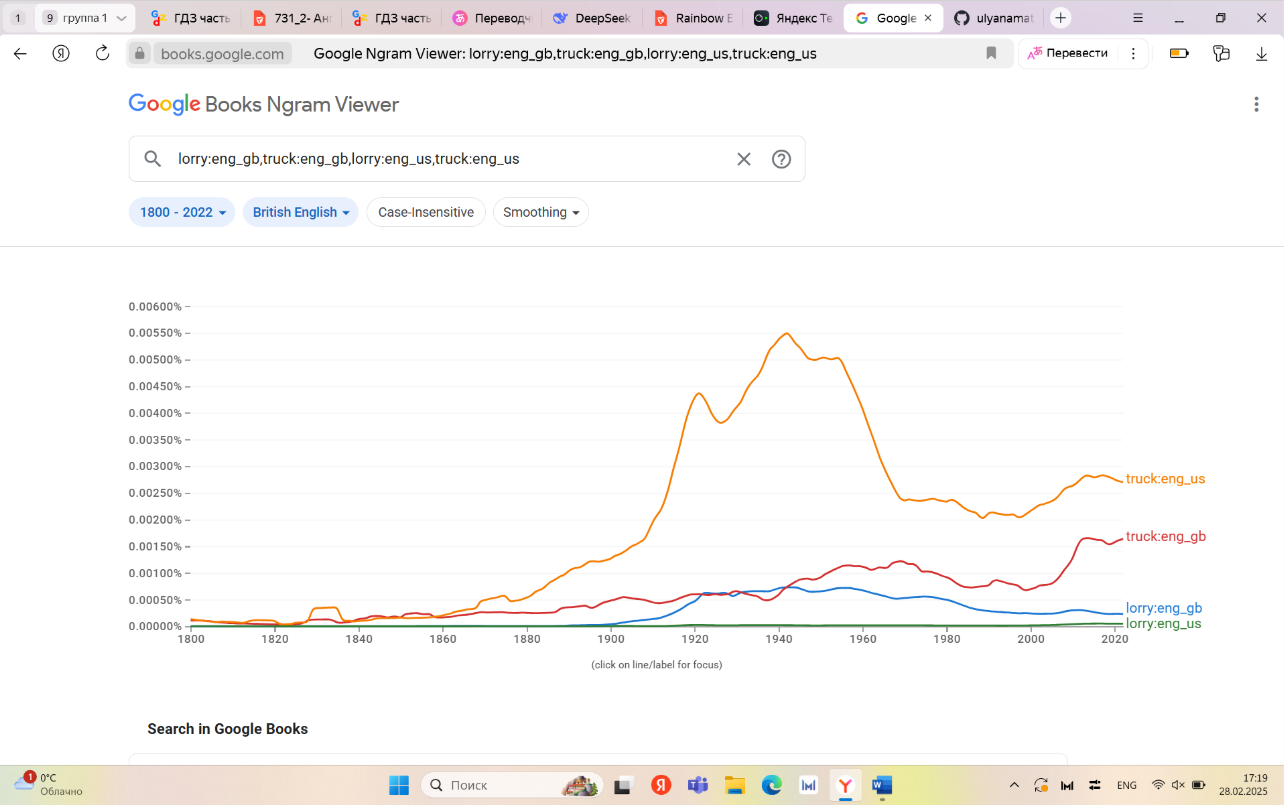 1
9 группа 1
ГДЗ часть
731_2- Анг
ГДЗ часть
Переводч
DeepSeek
Rainbow E
Яндекс Те
Google
ulyanamat
Я
books.google.com
Google Ngram Viewer: lorry:eng_gb,truck:eng_gb,lorry:eng_us,truck:eng_us
Перевести
Google Books Ngram Viewer
lorry:eng_gb,truck:eng_gb,lorry:eng_us,truck:eng_us
1800 - 2022
British English
Case-Insensitive
Smoothing
0.00600%
0.00550%
0.00500%
0.00450%
0.00400%
0.00350%
0.00300%
0.00250%
0.00200%
0.00150%
0.00100%
0.00050%
0.00000%
truck:eng_us
truck:eng_gb
lorry:eng_gb
lorry:eng_us
1800 1820 1840 1860 1880 1900 1920 1940 1960 1980 2000 2020
(click on line/label for focus)
Search in Google Books
1
0°C
Облачно
Поиск
ENG
17:19
28.02.2025